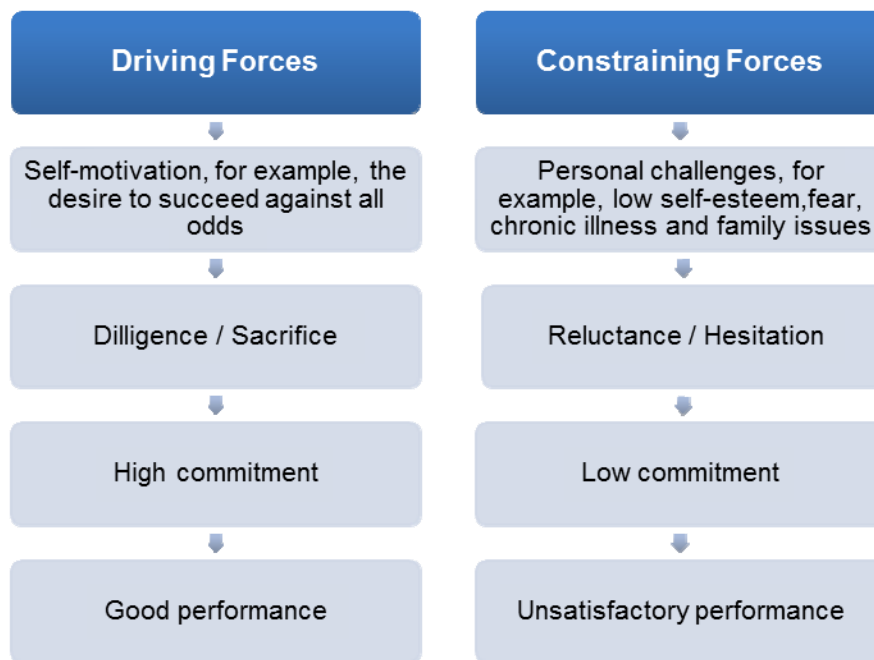 Driving Forces
Self-motivation, for example, the
desire to succeed against all
odds
Dilligence / Sacrifice
High commitment
Good performance
Constraining Forces
Personal challenges, for
example, low self-esteem,fear,
chronic illness and family issues
Reluctance / Hesitation
Low commitment
Unsatisfactory performance